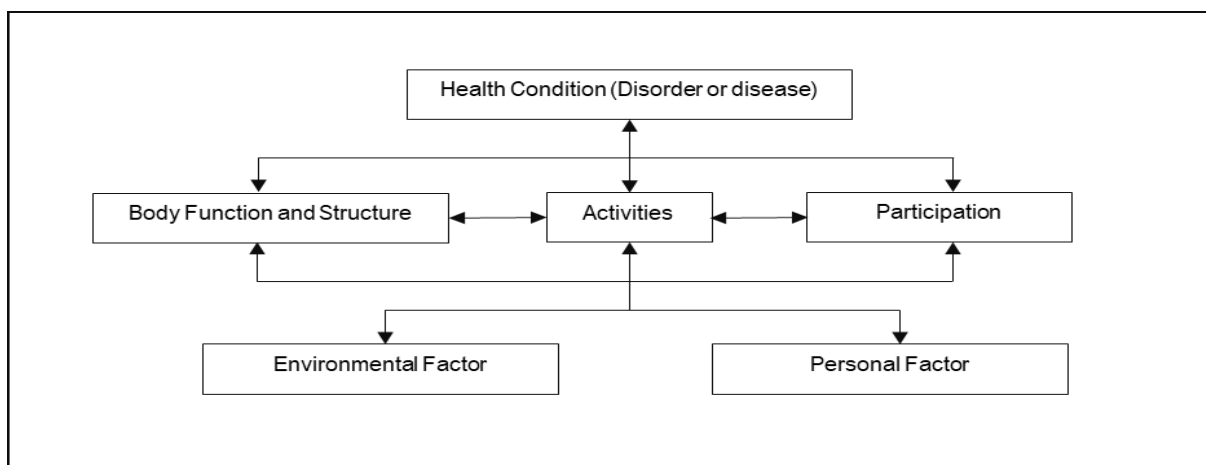 Health Condition (Disorder or disease)
Body Function and Structure
Activities
Participation
Environmental Factor
Personal Factor